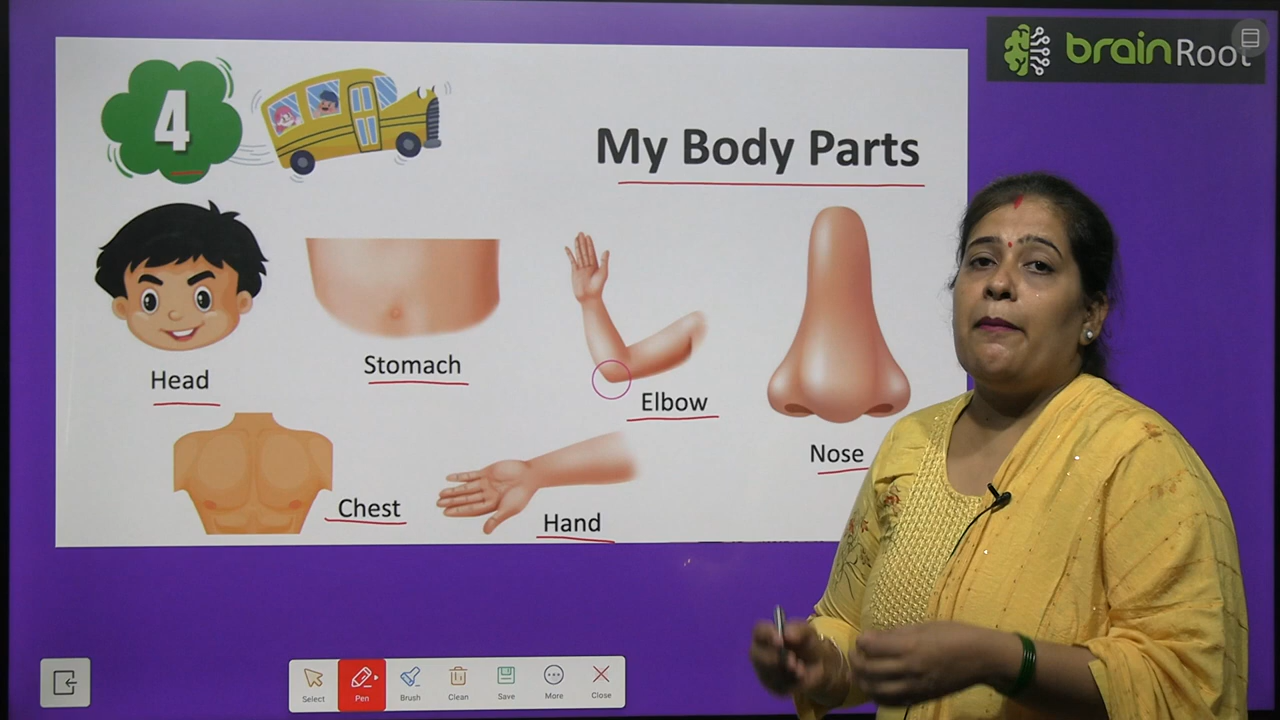 brainRoot
4
My Body Parts
Head
Stomach
Elbow
Nose
Chest
Hand
Select
Pen
Brush
Clean
Save
More
Close